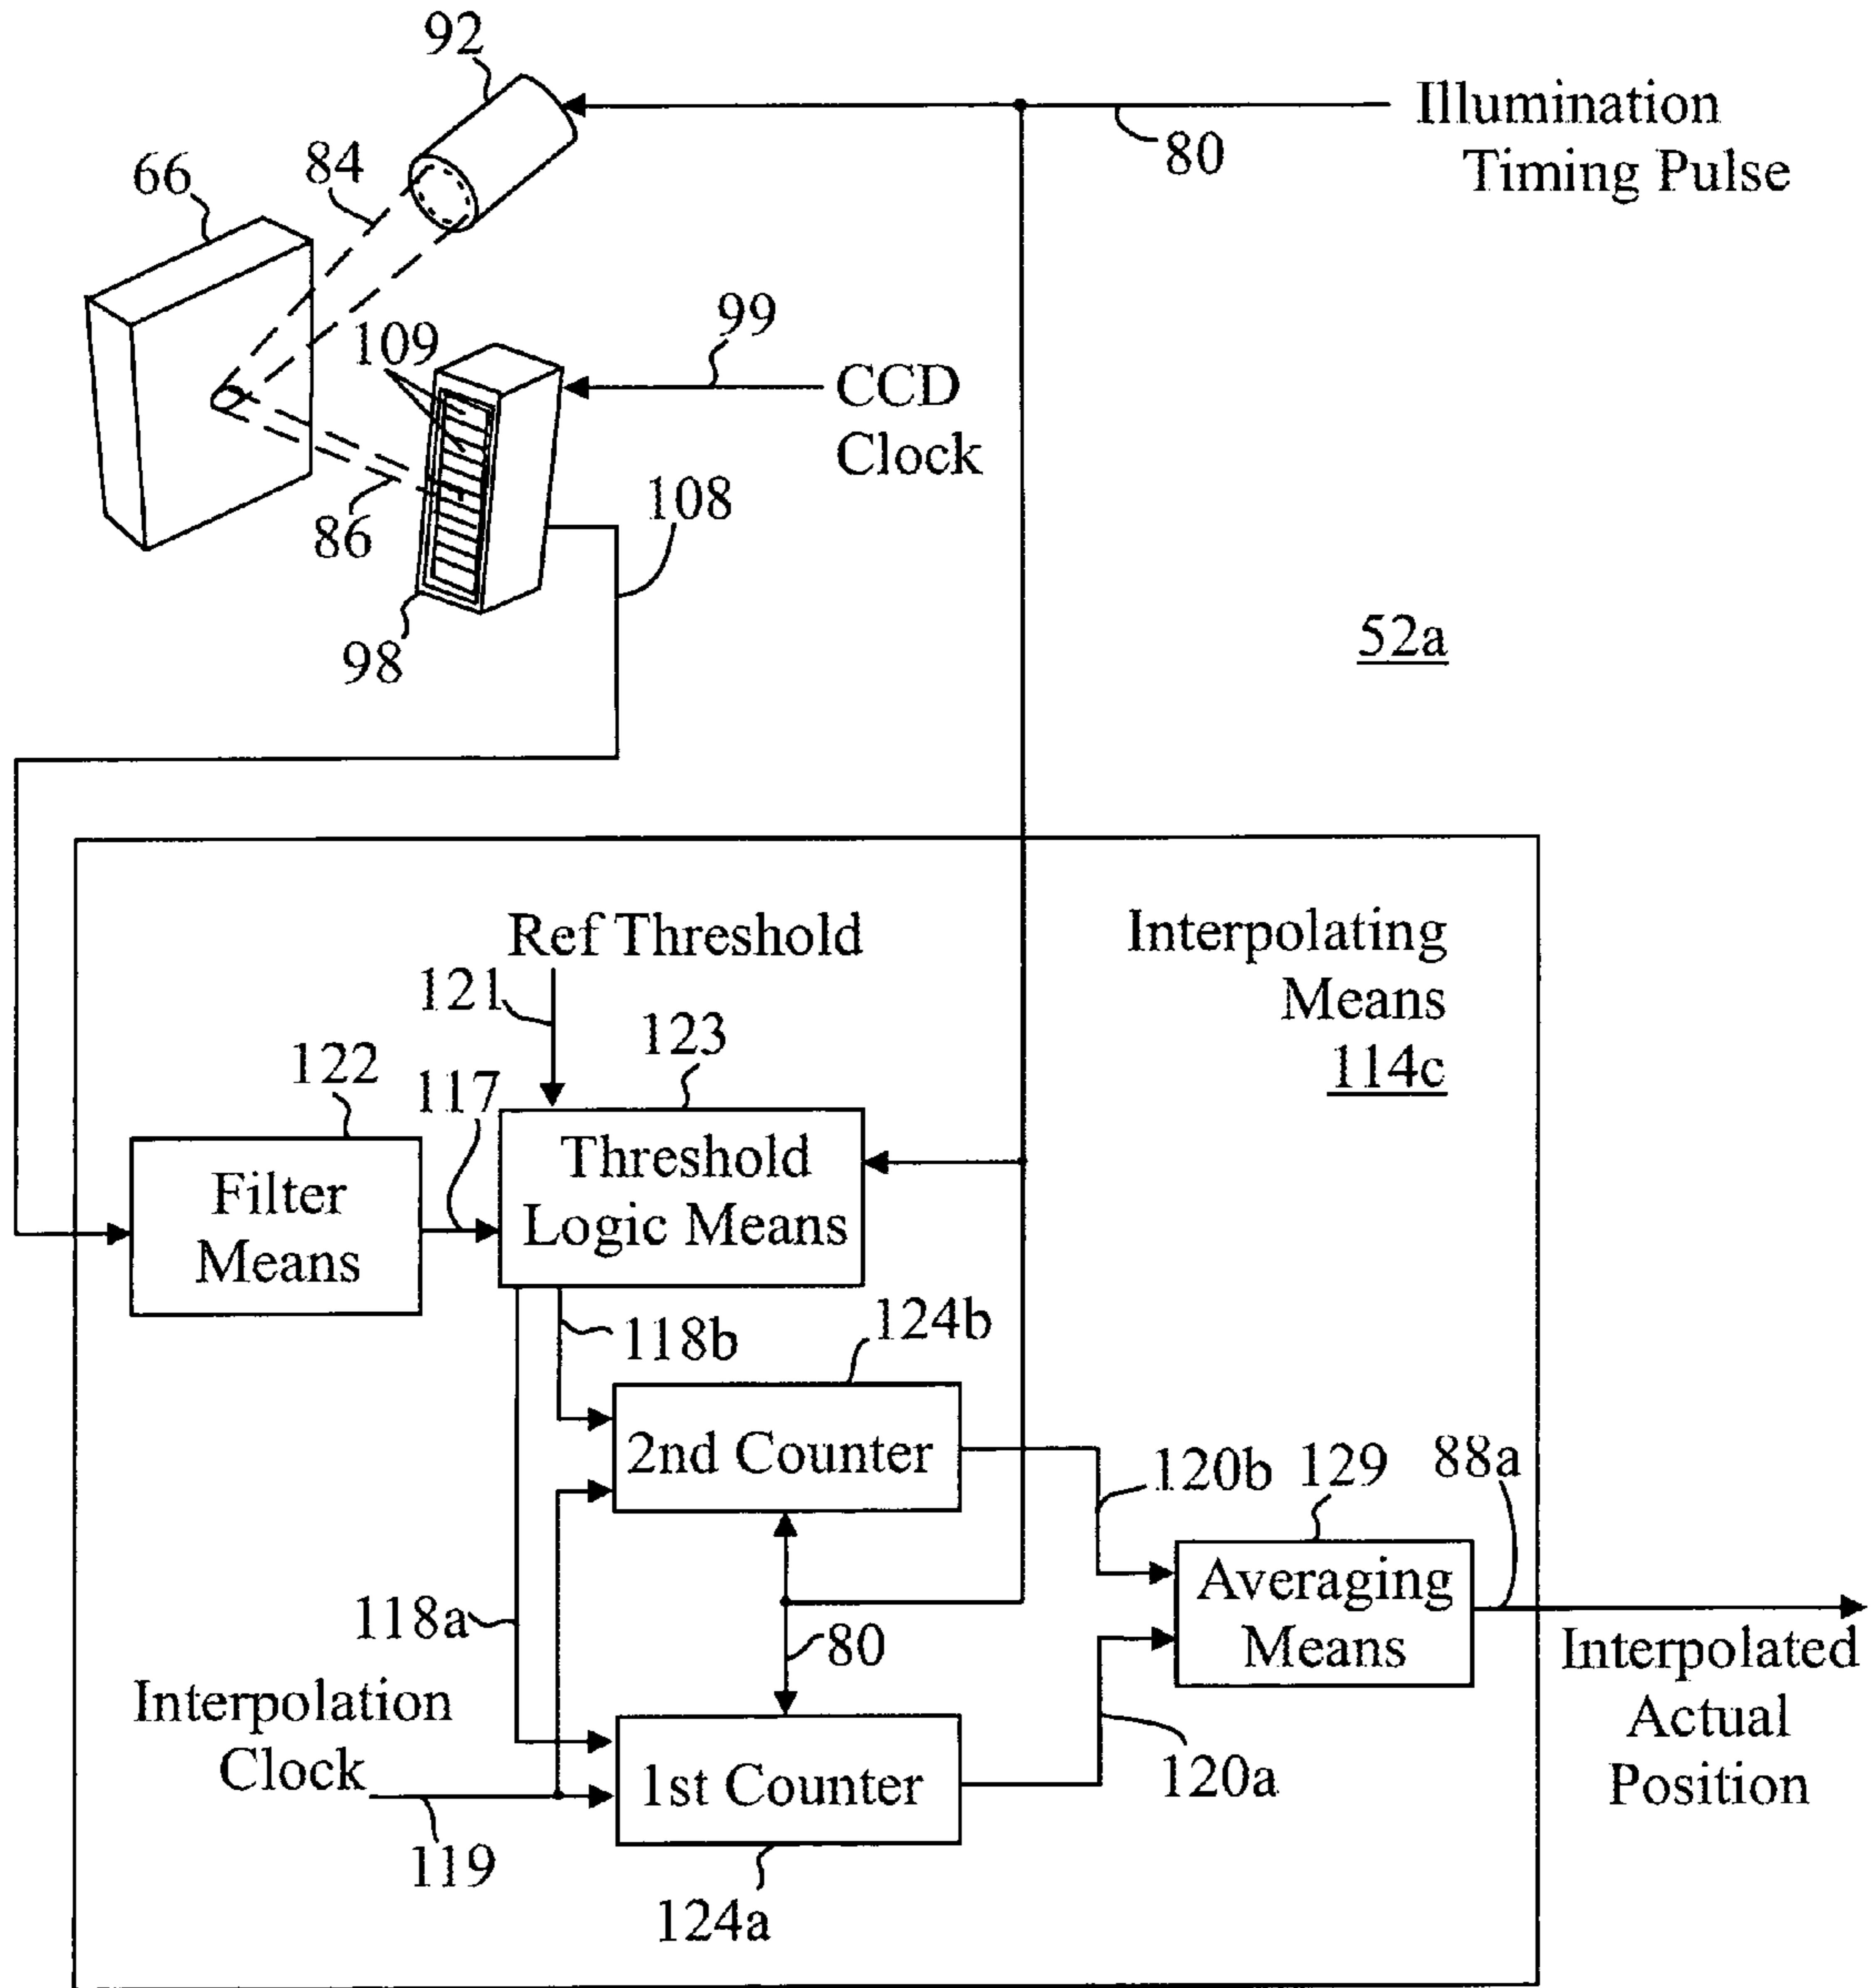 92
Illumination
Timing Pulse
80
84
66
99
109
CCD
Clock
108
86
98
52a
Ref Threshold
Interpolating
Means
114c
121
123
122
117
Threshold
Logic Means
Filter
Means
118b
124b
2nd Counter
120b
129
88a
Averaging
Means
118a
80
Interpolated
Actual
Position
Interpolation
Clock
1st Counter
120a
119
124a